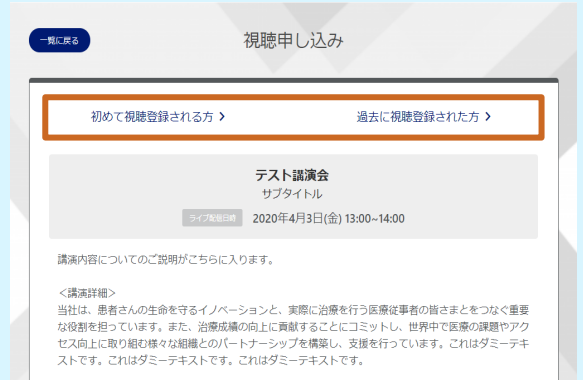 一覧に戻る
視聴申し込み
初めて視聴登録される方 >
過去に視聴登録された方 >
テスト講演会
サブタイトル
ライブ配信日時 2020年4月3日(金) 13:00~14:00
講演内容についてのご説明がこちらに入ります。
＜講演詳細＞
当社は、患者さんの生命を守るイノベーションと、実際に治療を行う医療従事者の皆さまとをつなぐ重要
な役割を担っています。また、治療成績の向上に貢献することにコミットし、世界中で医療の課題やアク
セス向上に取り組む様々な組織とのパートナーシップを構築し、支援を行っています。これはダミーテキ
ストです。これはダミーテキストです。これはダミーテキストです。